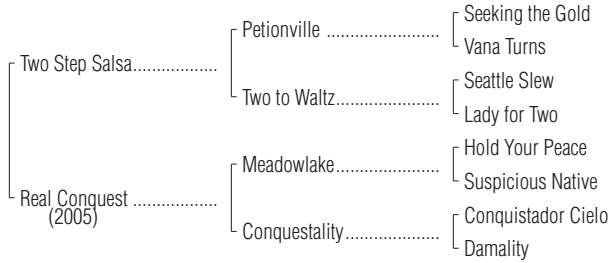 Seeking the Gold
Petionville ..................
Vana Turns
Two Step Salsa.................
Seattle Slew
Two to Waltz.................
Lady for Two
Hold Your Peace
Meadowlake.................
Suspicious Native
Real Conquest ..............
(2005)
Conquistador Cielo
Conquestality...............
Damality